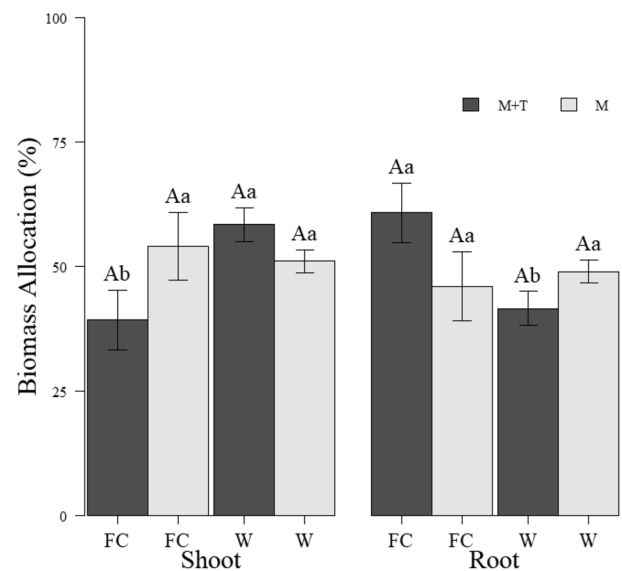 Biomass Allocation (%)
100
75
50
25
0
M+T M
Ab Aa Aa Aa
Aa Aa Ab Aa
FC FC W W FC FC W W
Shoot Root